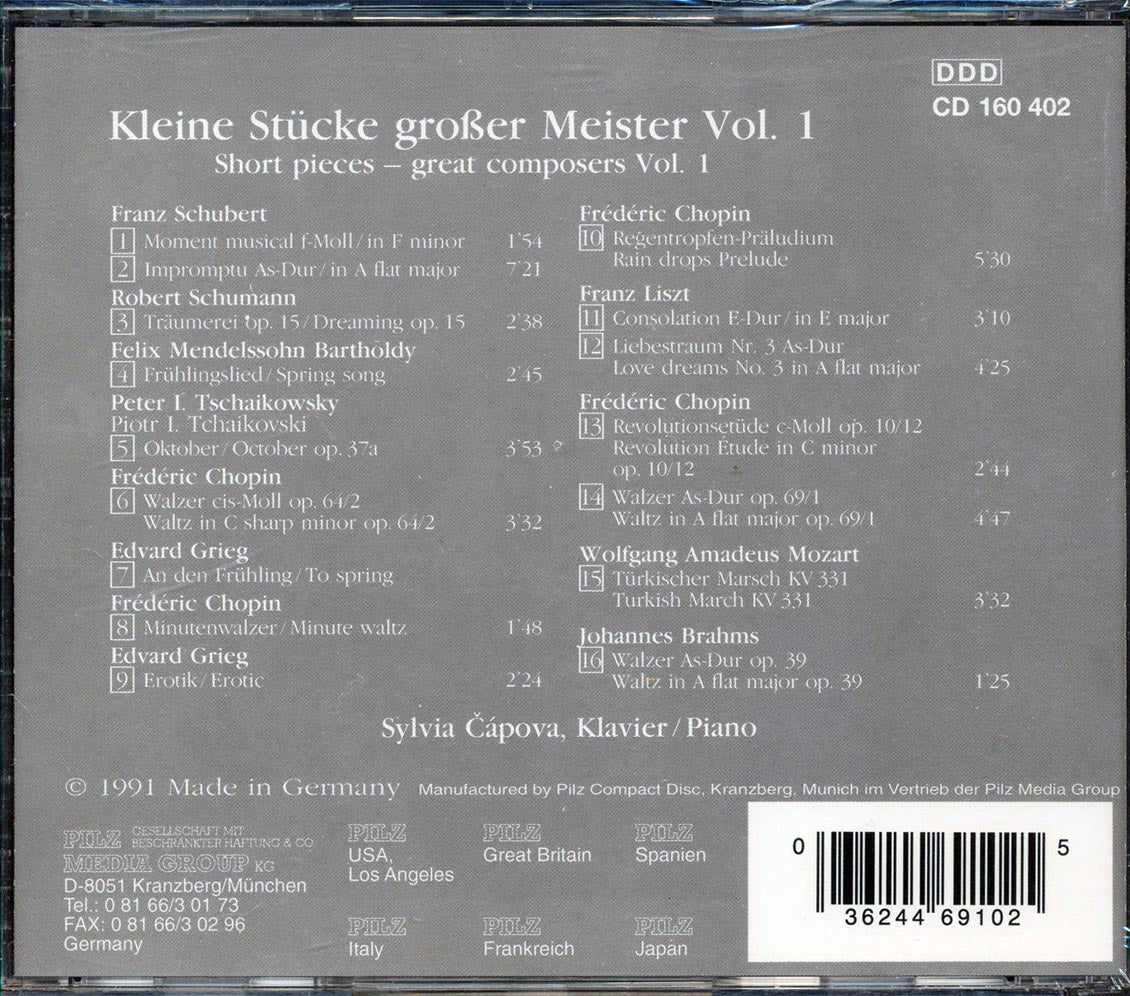 DDD
CD 160 402
Kleine Stücke großer Meister Vol. 1
Short pieces – great composers Vol. 1
Franz Schubert
1 Moment musical f-Moll / in F minor 1'54
2 Impromptu As-Dur / in A flat major 7'21
Robert Schumann
3 Träumerei op. 15 / Dreaming op. 15 2'38
Felix Mendelssohn Bartholdy
4 Frühlingslied / Spring song 2'45
Peter I. Tschaikowsky
Piotr I. Tchaikovski
5 Oktober / October op. 37a 3'53
Frédéric Chopin
6 Walzer cis-Moll op. 64/2
Waltz in C sharp minor op. 64/2 3'32
Edvard Grieg
7 An den Frühling / To spring
Frédéric Chopin
8 Minutenwalzer / Minute waltz 1'48
Edvard Grieg
9 Erotik / Erotic 2'24
Frédéric Chopin
10 Regentropfen-Präludium
Rain drops Prelude 5'30
Franz Liszt
11 Consolation E-Dur / in E major 3'10
12 Liebestraum Nr. 3 As-Dur
Love dreams No. 3 in A flat major 4'25
Frédéric Chopin
13 Revolutionsetüde c-Moll op. 10/12
Revolution Étude in C minor
op. 10/12 2'44
14 Walzer As-Dur op. 69/1
Waltz in A flat major op. 69/1 4'47
Wolfgang Amadeus Mozart
15 Türkischer Marsch KV 331
Turkish March KV 331 3'32
Johannes Brahms
16 Walzer As-Dur op. 39
Waltz in A flat major op. 39 1'25
Sylvia Čápova, Klavier / Piano
© 1991 Made in Germany Manufactured by Pilz Compact Disc, Kranzberg, Munich im Vertrieb der Pilz Media Group
PILZ GESELLSCHAFT MIT
BESCHRÄNKTER HAFTUNG & CO
MEDIA GROUP KG
D-8051 Kranzberg/München
Tel.: 0 81 66/3 01 73
FAX: 0 81 66/3 02 96
Germany
PILZ
USA,
Los Angeles
PILZ
Great Britain
PILZ
Spanien
PILZ
Italy
PILZ
Frankreich
PILZ
Japan
0 36244 69102 5